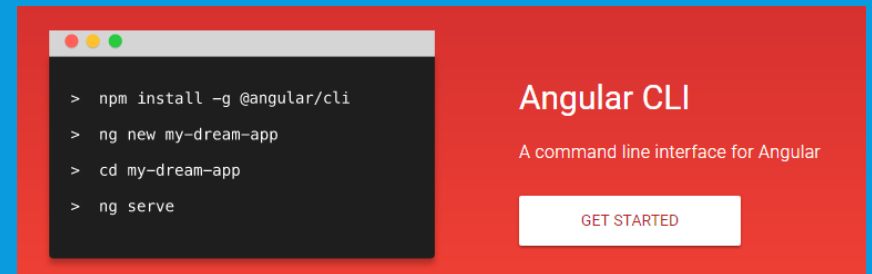 > npm install -g @angular/cli
> ng new my-dream-app
> cd my-dream-app
> ng serve
Angular CLI
A command line interface for Angular
GET STARTED